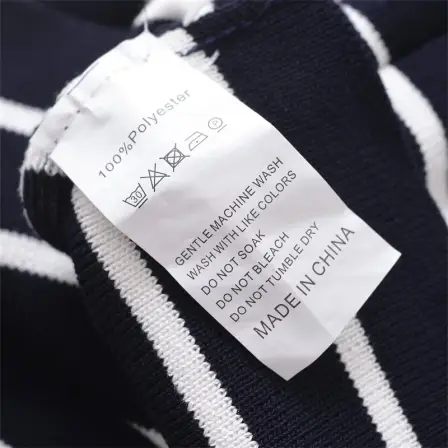 100%Polyester
30
P
GENTLE MACHINE WASH
WASH WITH LIKE COLORS
DO NOT SOAK
DO NOT BLEACH
DO NOT TUMBLE DRY
MADE IN CHINA